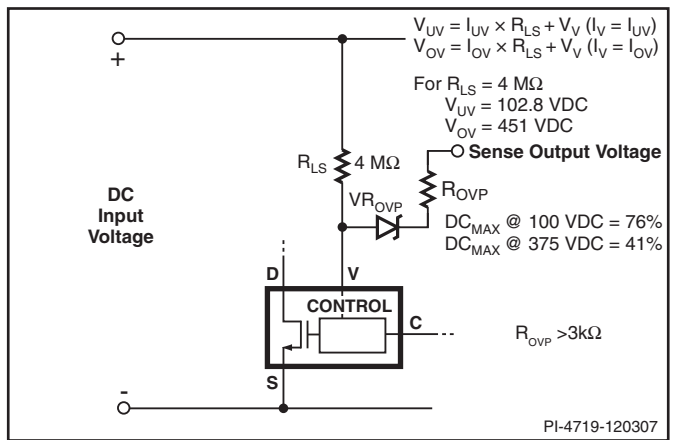 V_UV = I_UV × R_LS + V_V (I_V = I_UV)
V_OV = I_OV × R_LS + V_V (I_V = I_OV)
+
For R_LS = 4 MΩ
V_UV = 102.8 VDC
V_OV = 451 VDC
Sense Output Voltage
R_LS
4 MΩ
R_OVP
VR_OVP
DC
Input
Voltage
DC_MAX @ 100 VDC = 76%
DC_MAX @ 375 VDC = 41%
D
V
CONTROL
C
R_OVP >3kΩ
S
-
PI-4719-120307